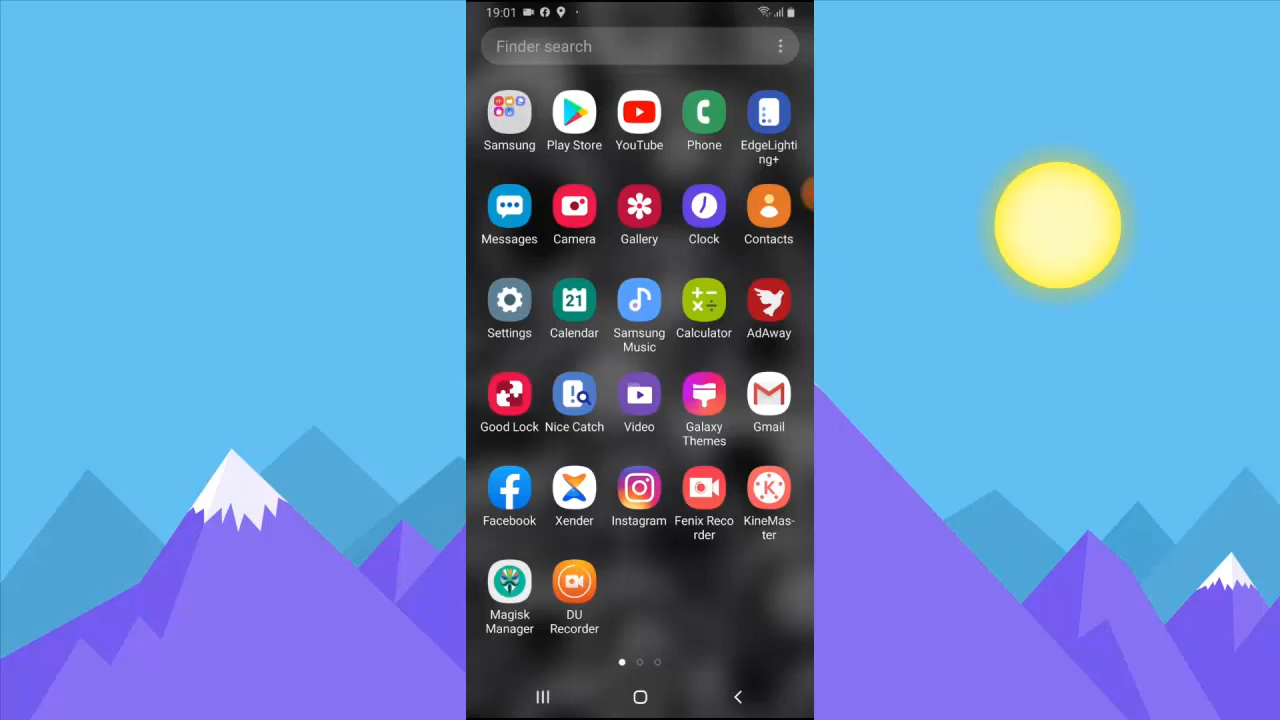 19:01
Finder search
Samsung Play Store YouTube Phone EdgeLighti
ng+
Messages Camera Gallery Clock Contacts
21
Settings Calendar Samsung Calculator AdAway
Music
Good Lock Nice Catch Video Galaxy Gmail
Themes
K
Facebook Xender Instagram Fenix Reco KineMas-
rder ter
Magisk DU
Manager Recorder